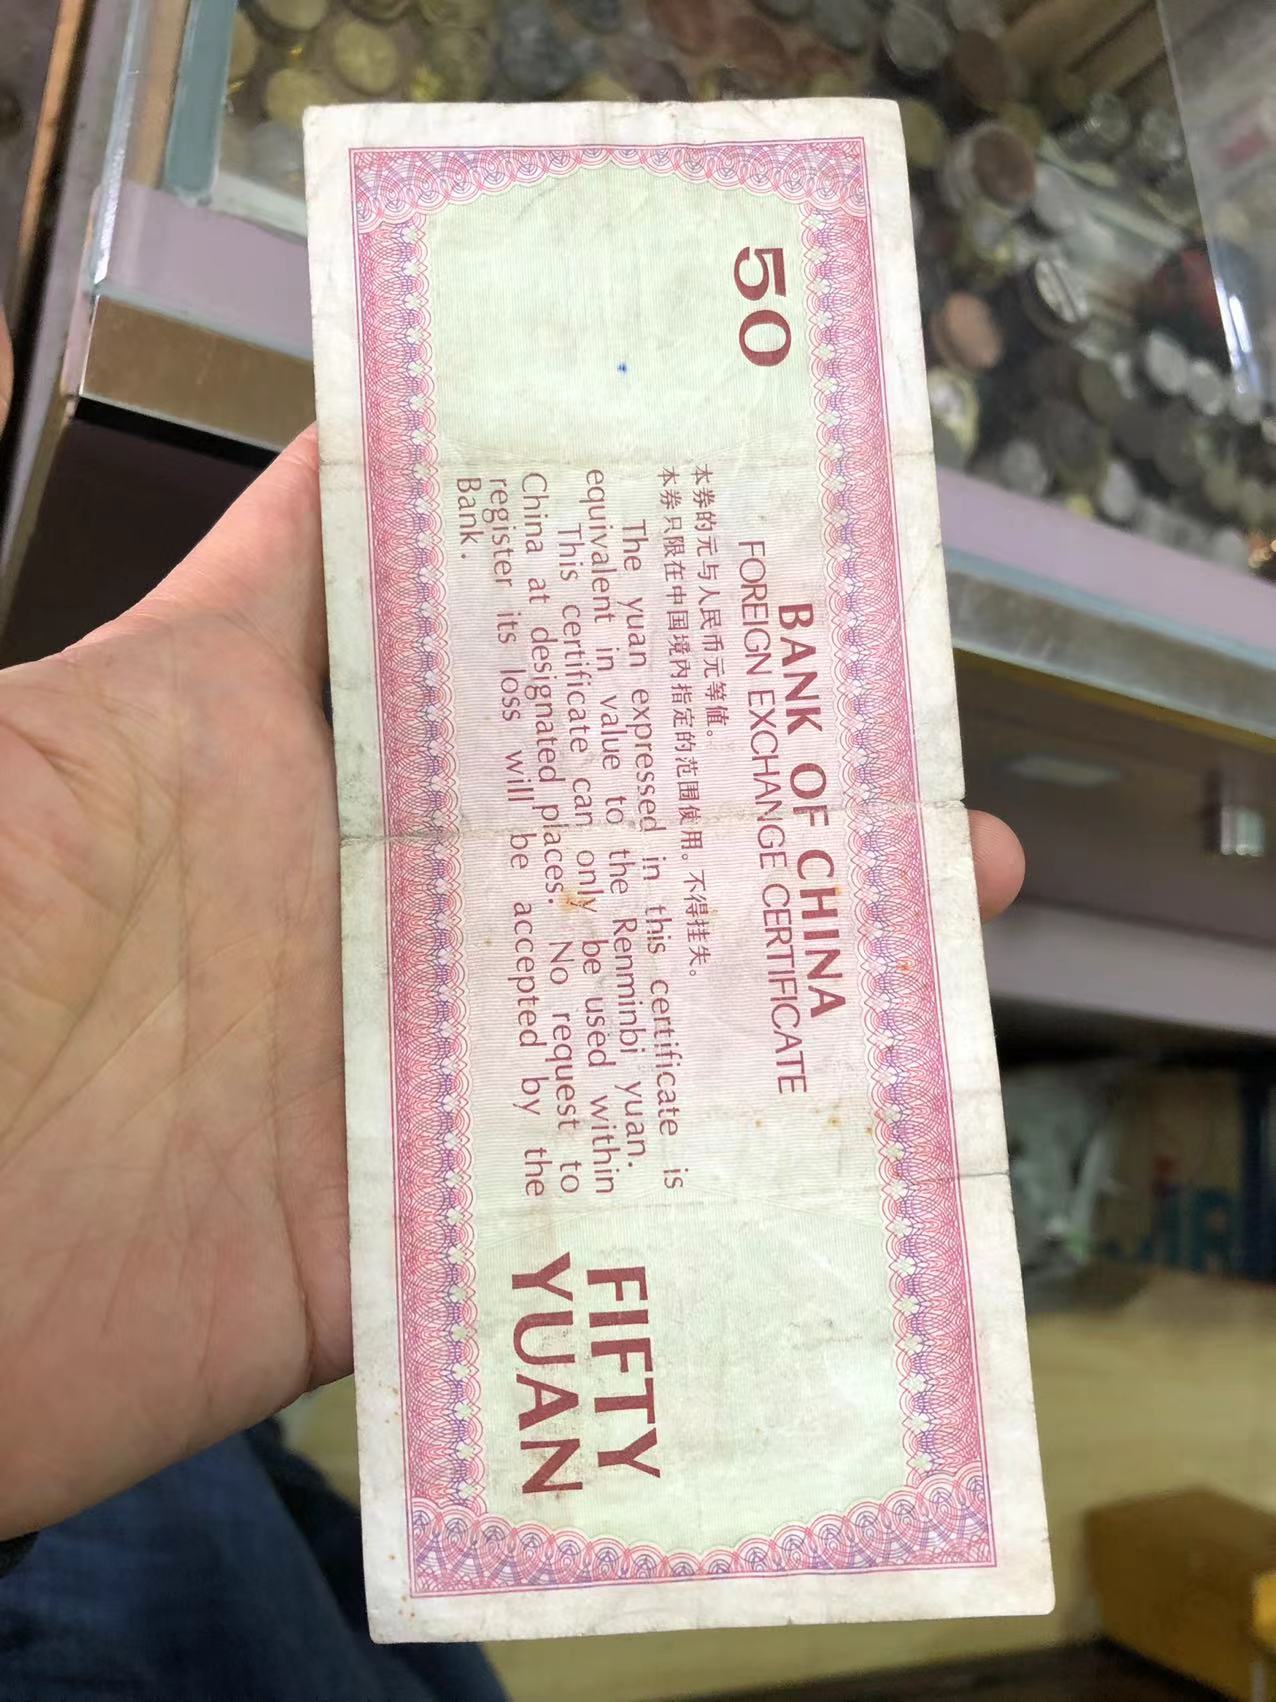 50
BANK OF CHINA
FOREIGN EXCHANGE CERTIFICATE
本券的元与人民币元等值。
本券只限在中国境内指定的范围使用。不得挂失。
The yuan expressed in this certificate is
equivalent in value to the Renminbi yuan.
This certificate can only be used within
China at designated places. No request to
register its loss will be accepted by the
Bank.
FIFTY
YUAN